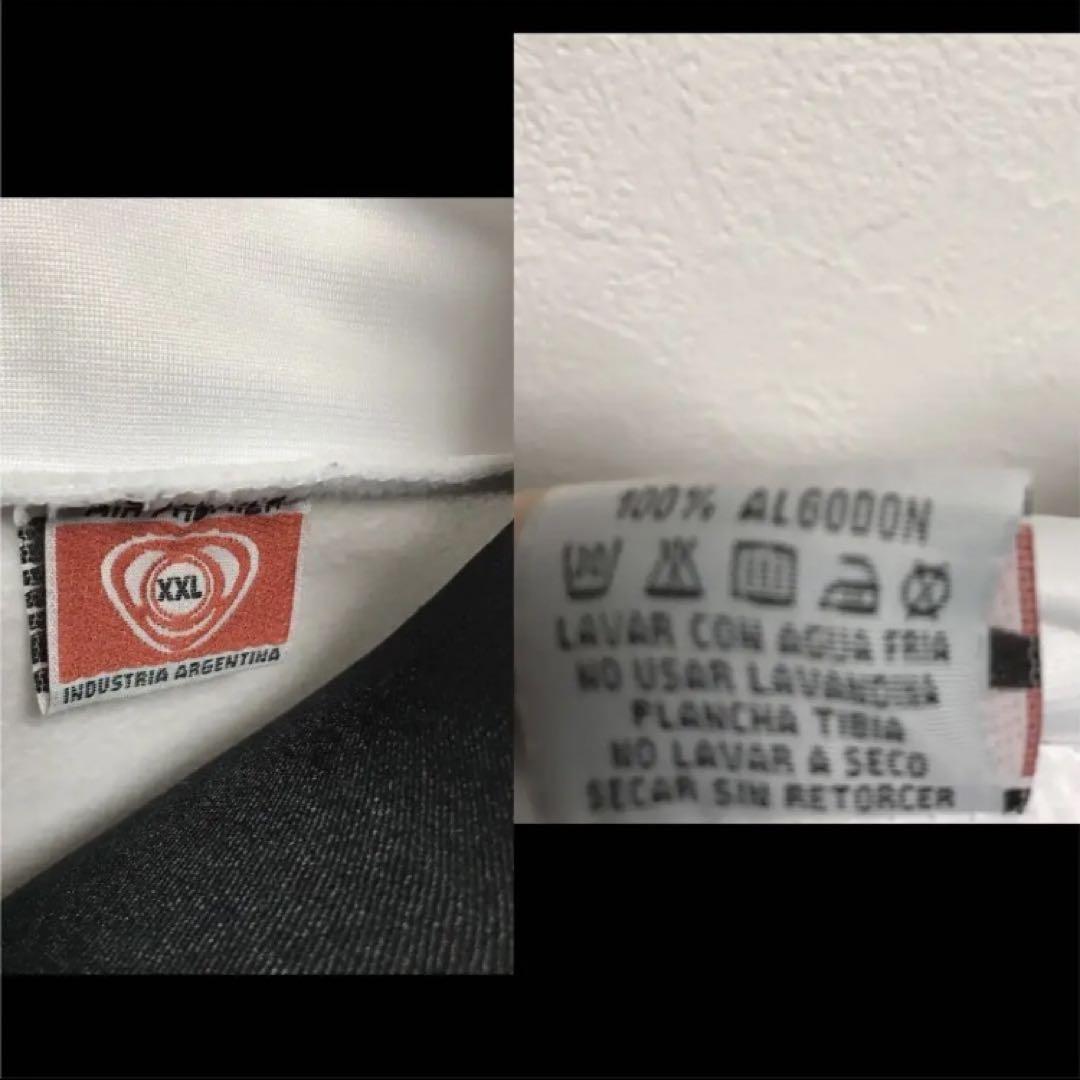 XXL
INDUSTRIA ARGENTINA
100% ALGODON
LAVAR CON AGUA FRIA
NO USAR LAVANDINA
PLANCHA TIBIA
NO LAVAR A SECO
SECAR SIN RETORCER